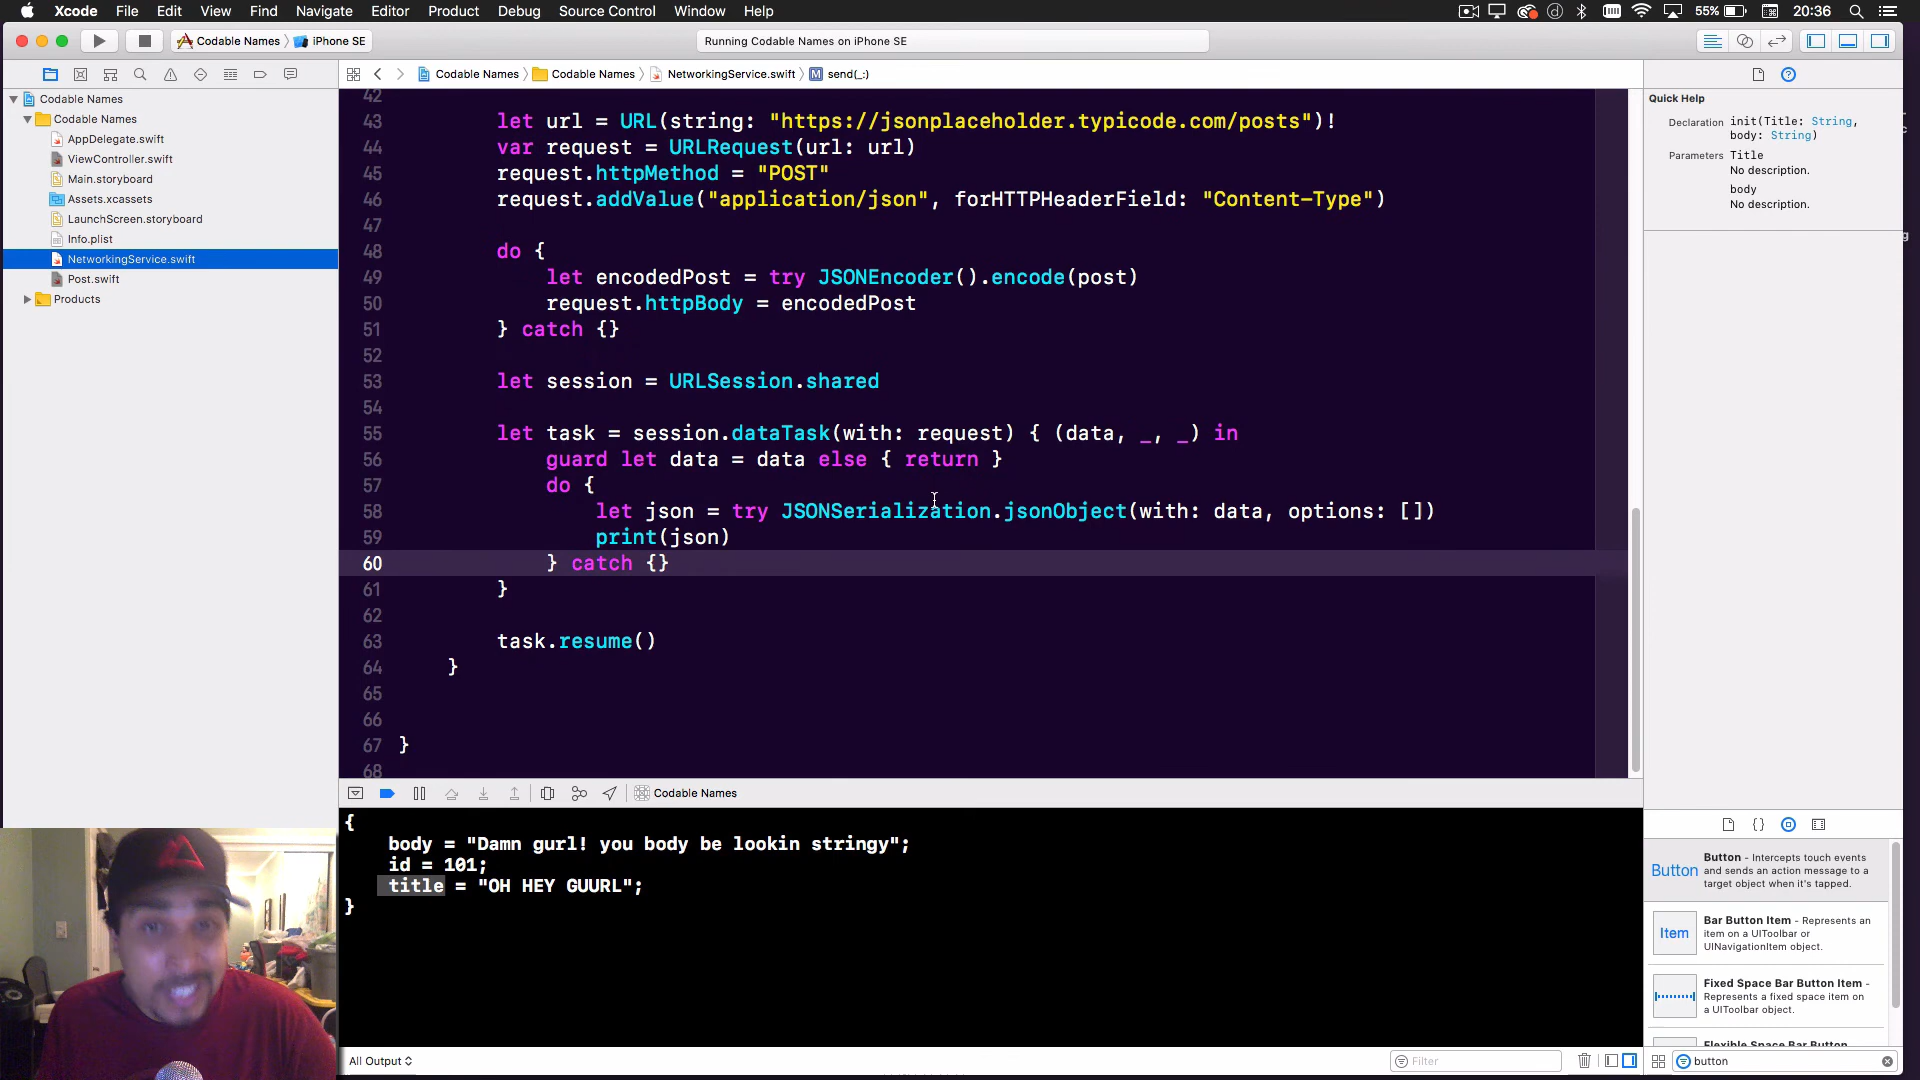 Xcode File Edit View Find Navigate Editor Product Debug Source Control Window Help
55% 20:36
Codable Names iPhone SE
Running Codable Names on iPhone SE
Codable Names Codable Names NetworkingService.swift M send(_:)
Codable Names
Codable Names
AppDelegate.swift
ViewController.swift
Main.storyboard
Assets.xcassets
LaunchScreen.storyboard
Info.plist
NetworkingService.swift
Post.swift
Products
42
43 let url = URL(string: "https://jsonplaceholder.typicode.com/posts")!
44 var request = URLRequest(url: url)
45 request.httpMethod = "POST"
46 request.addValue("application/json", forHTTPHeaderField: "Content-Type")
47
48 do {
49 let encodedPost = try JSONEncoder().encode(post)
50 request.httpBody = encodedPost
51 } catch {}
52
53 let session = URLSession.shared
54
55 let task = session.dataTask(with: request) { (data, _, _) in
56 guard let data = data else { return }
57 do {
58 let json = try JSONSerialization.jsonObject(with: data, options: [])
59 print(json)
60 } catch {}
61 }
62
63 task.resume()
64 }
65
66
67 }
68
Codable Names
{
body = "Damn gurl! you body be lookin stringy";
id = 101;
title = "OH HEY GUURL";
}
All Output
Filter
Quick Help
Declaration init(Title: String,
body: String)
Parameters Title
No description.
body
No description.
Button Button - Intercepts touch events
and sends an action message to a
target object when it's tapped.
Item Bar Button Item - Represents an
item on a UIToolbar or
UINavigationItem object.
Fixed Space Bar Button Item -
Represents a fixed space item on
a UIToolbar object.
Flexible Space Bar Button
button